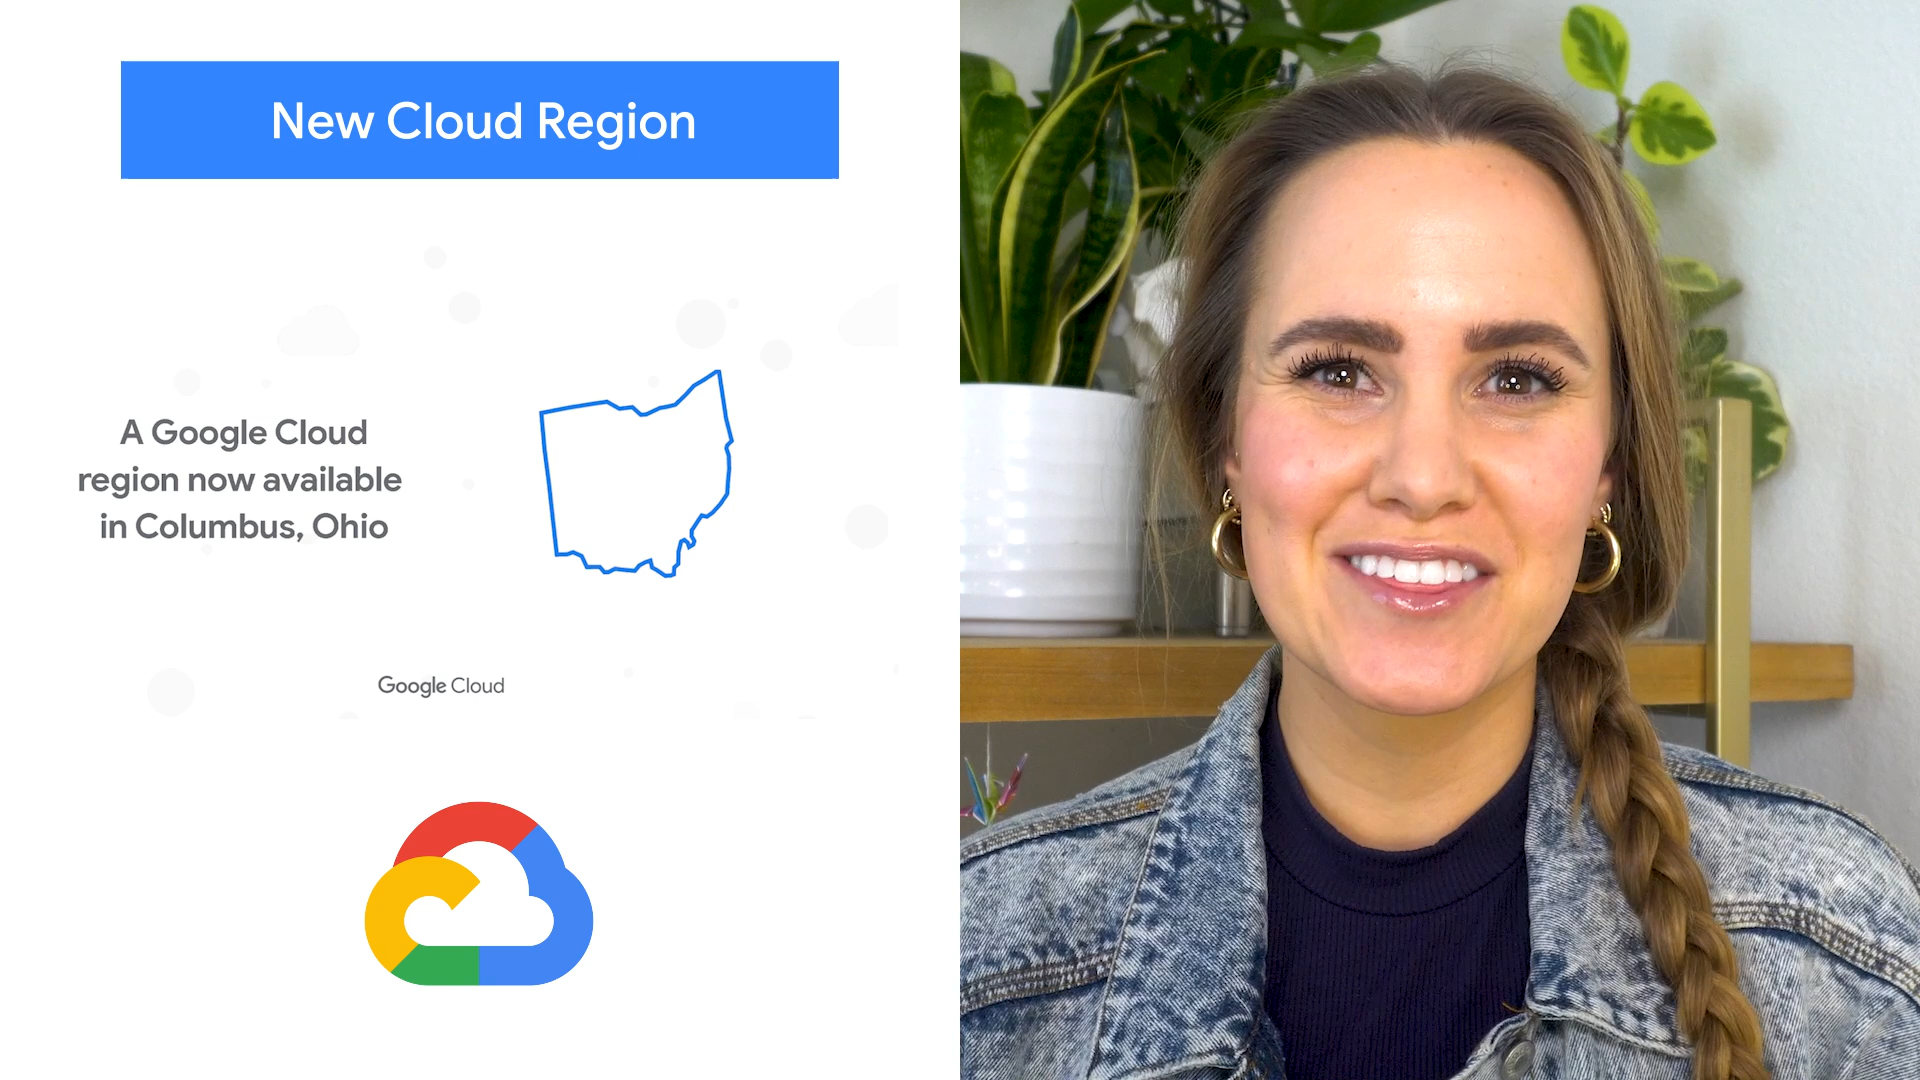 New Cloud Region
A Google Cloud
region now available
in Columbus, Ohio
Google Cloud